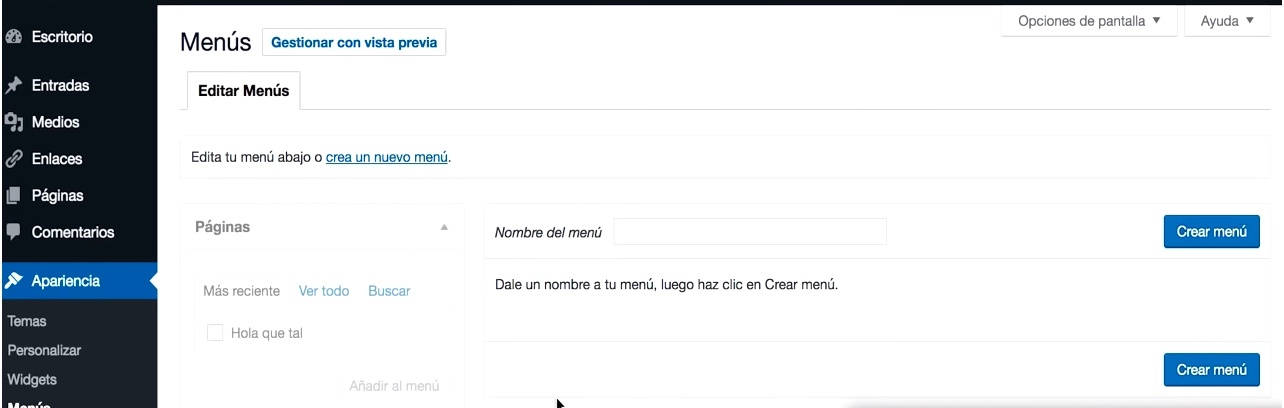 Escritorio
Entradas
Medios
Enlaces
Páginas
Comentarios
Apariencia
Temas
Personalizar
Widgets
Menús
Opciones de pantalla
Ayuda
Menús
Gestionar con vista previa
Editar Menús
Edita tu menú abajo o crea un nuevo menú.
Páginas
Más reciente Ver todo Buscar
Hola que tal
Añadir al menú
Nombre del menú
Crear menú
Dale un nombre a tu menú, luego haz clic en Crear menú.
Crear menú